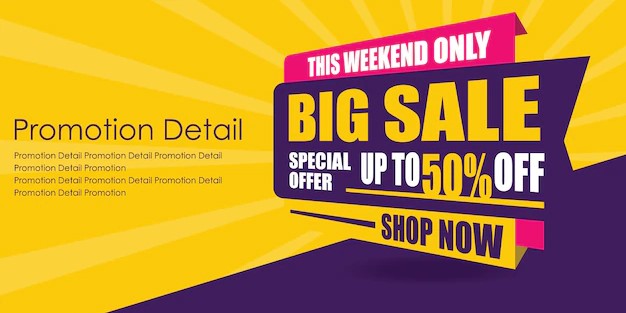 Promotion Detail
Promotion Detail Promotion Detail Promotion Detail
Promotion Detail Promotion
Promotion Detail Promotion Detail Promotion Detail
Promotion Detail Promotion
THIS WEEKEND ONLY
BIG SALE
SPECIAL
OFFER
UP TO 50% OFF
SHOP NOW